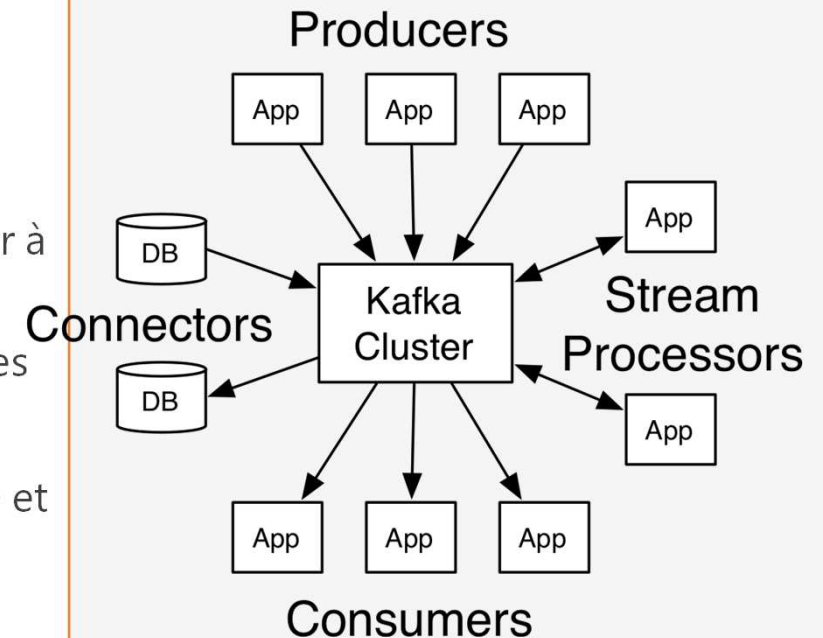 Producers
App
App
App
App
r à
DB
Kafka
Cluster
Stream
Processors
Connectors
es
DB
App
et
App
App
App
Consumers